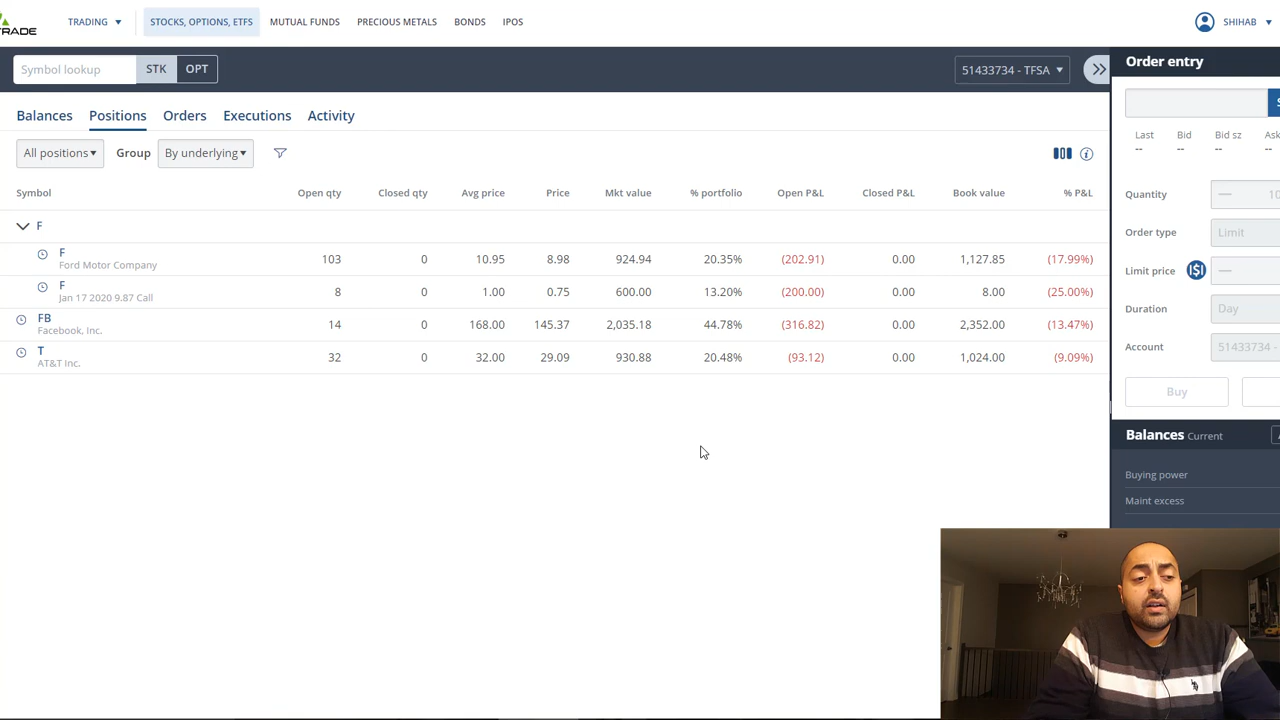 TRADE
TRADING
STOCKS, OPTIONS, ETFS
MUTUAL FUNDS
PRECIOUS METALS
BONDS
IPOS
SHIHAB
Symbol lookup
STK
OPT
51433734 - TFSA
Order entry
Balances
Positions
Orders
Executions
Activity
All positions
Group
By underlying
Symbol Open qty Closed qty Avg price Price Mkt value % portfolio Open P&L Closed P&L Book value % P&L
F
F 103 0 10.95 8.98 924.94 20.35% (202.91) 0.00 1,127.85 (17.99%)
Ford Motor Company
F 8 0 1.00 0.75 600.00 13.20% (200.00) 0.00 8.00 (25.00%)
Jan 17 2020 9.87 Call
FB 14 0 168.00 145.37 2,035.18 44.78% (316.82) 0.00 2,352.00 (13.47%)
Facebook, Inc.
T 32 0 32.00 29.09 930.88 20.48% (93.12) 0.00 1,024.00 (9.09%)
AT&T Inc.
Last Bid Bid sz Ask
-- -- -- --
Quantity 10
Order type Limit
Limit price
Duration Day
Account 51433734 -
Buy
Balances Current
Buying power
Maint excess